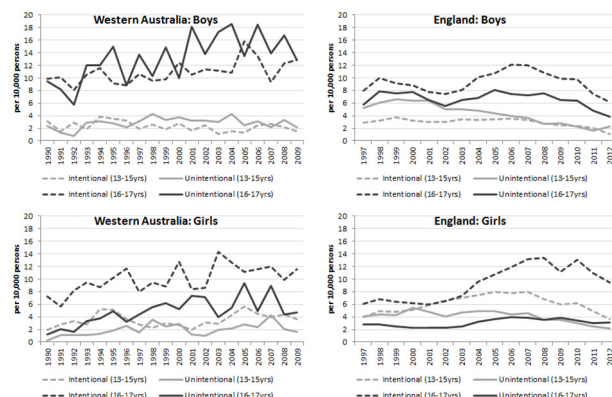 Western Australia: Boys
per 10,000 persons
20
18
16
14
12
10
8
6
4
2
0
1990 1991 1992 1993 1994 1995 1996 1997 1998 1999 2000 2001 2002 2003 2004 2005 2006 2007 2008 2009
Intentional (13-15yrs) Unintentional (13-15yrs)
Intentional (16-17yrs) Unintentional (16-17yrs)
England: Boys
per 10,000 persons
20
18
16
14
12
10
8
6
4
2
0
1997 1998 1999 2000 2001 2002 2003 2004 2005 2006 2007 2008 2009 2010 2011 2012
Intentional (13-15yrs) Unintentional (13-15yrs)
Intentional (16-17yrs) Unintentional (16-17yrs)
Western Australia: Girls
per 10,000 persons
20
18
16
14
12
10
8
6
4
2
0
1990 1991 1992 1993 1994 1995 1996 1997 1998 1999 2000 2001 2002 2003 2004 2005 2006 2007 2008 2009
Intentional (13-15yrs) Unintentional (13-15yrs)
Intentional (16-17yrs) Unintentional (16-17yrs)
England: Girls
per 10,000 persons
20
18
16
14
12
10
8
6
4
2
0
1997 1998 1999 2000 2001 2002 2003 2004 2005 2006 2007 2008 2009 2010 2011 2012
Intentional (13-15yrs) Unintentional (13-15yrs)
Intentional (16-17yrs) Unintentional (16-17yrs)